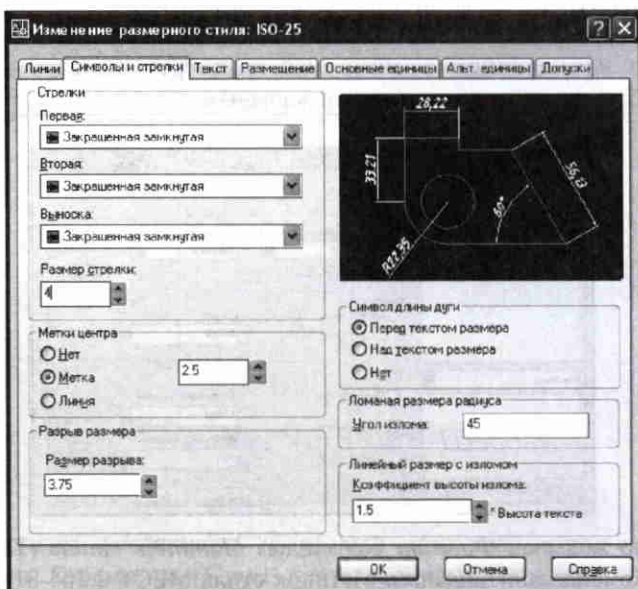 Изменение размерного стиля: ISO-25
Линии Символы и стрелки Текст Размещение Основные единицы Альт. единицы Допуски
Стрелки
Первая:
Закрашенная замкнутая
Вторая:
Закрашенная замкнутая
Выноска:
Закрашенная замкнутая
Размер стрелки:
4
Метки центра
Нет
Метка
2.5
Линия
Разрыв размера
Размер разрыва:
3.75
28,22
33,21
56,13
60°
Символ длины дуги
Перед текстом размера
Над текстом размера
Нет
Ломаная размера радиуса
Угол излома:
45
Линейный размер с изломом
Коэффициент высоты излома:
1.5
* Высота текста
OK Отмена Справка